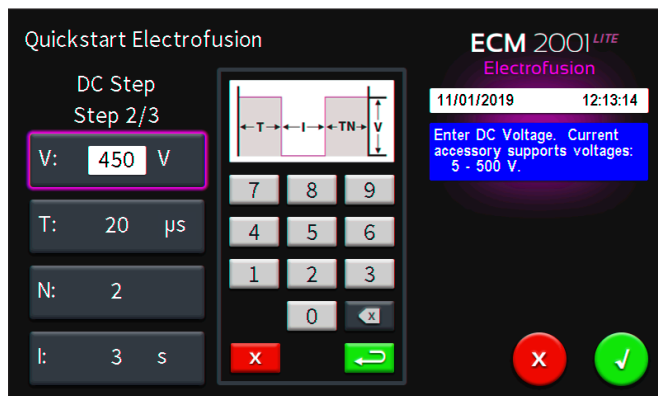 Quickstart Electrofusion
ECM 2001 LITE
Electrofusion
DC Step
Step 2/3
11/01/2019 12:13:14
Enter DC Voltage. Current
accessory supports voltages:
5 - 500 V.
V: 450 V
T: 20 µs
N: 2
I: 3 s
T I TN V
7 8 9
4 5 6
1 2 3
0 x
X
X